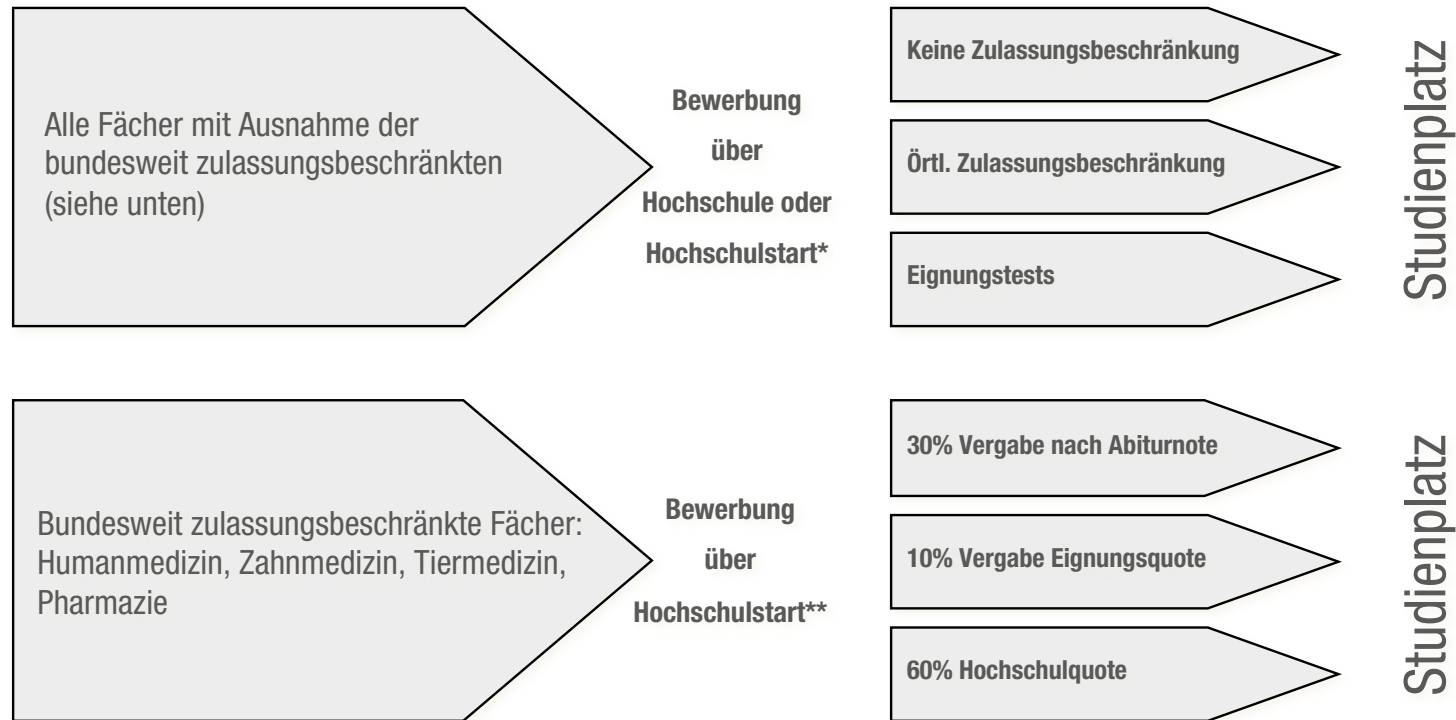 Alle Fächer mit Ausnahme der
bundesweit zulassungsbeschränkten
(siehe unten)
Bewerbung
über
Hochschule oder
Hochschulstart*
Keine Zulassungsbeschränkung
Örtl. Zulassungsbeschränkung
Eignungstests
Studienplatz
Bundesweit zulassungsbeschränkte Fächer:
Humanmedizin, Zahnmedizin, Tiermedizin,
Pharmazie
Bewerbung
über
Hochschulstart**
30% Vergabe nach Abiturnote
10% Vergabe Eignungsquote
60% Hochschulquote
Studienplatz